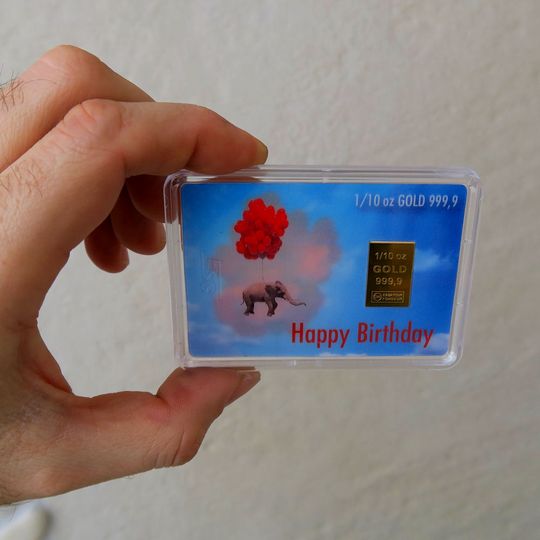 1/10 oz GOLD 999,9
1/10 oz
GOLD
999,9
Happy Birthday